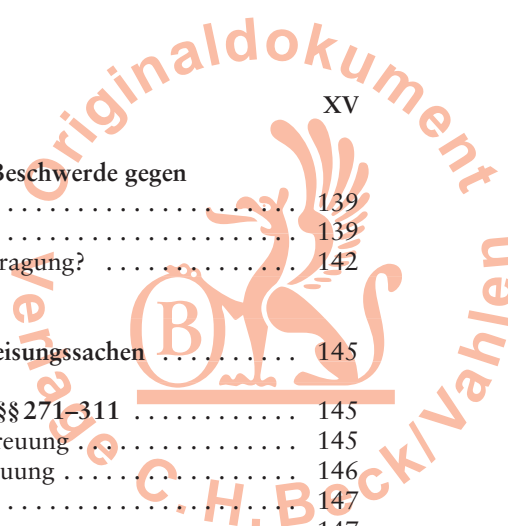 Originaldokument
XV
Beschwerde gegen
. . . . . . . . . . . . . . . . . . . . . 139
. . . . . . . . . . . . . . . . . . . . . 139
ragung? . . . . . . . . . . . . . . 142
eisungssachen . . . . . . . . . . 145
§§ 271–311 . . . . . . . . . . . . 145
reuung . . . . . . . . . . . . . . . . 145
uung . . . . . . . . . . . . . . . . . 146
. . . . . . . . . . . . . . . . . . . . . 147
147
B
Verlage C.H.Beck/Vahlen